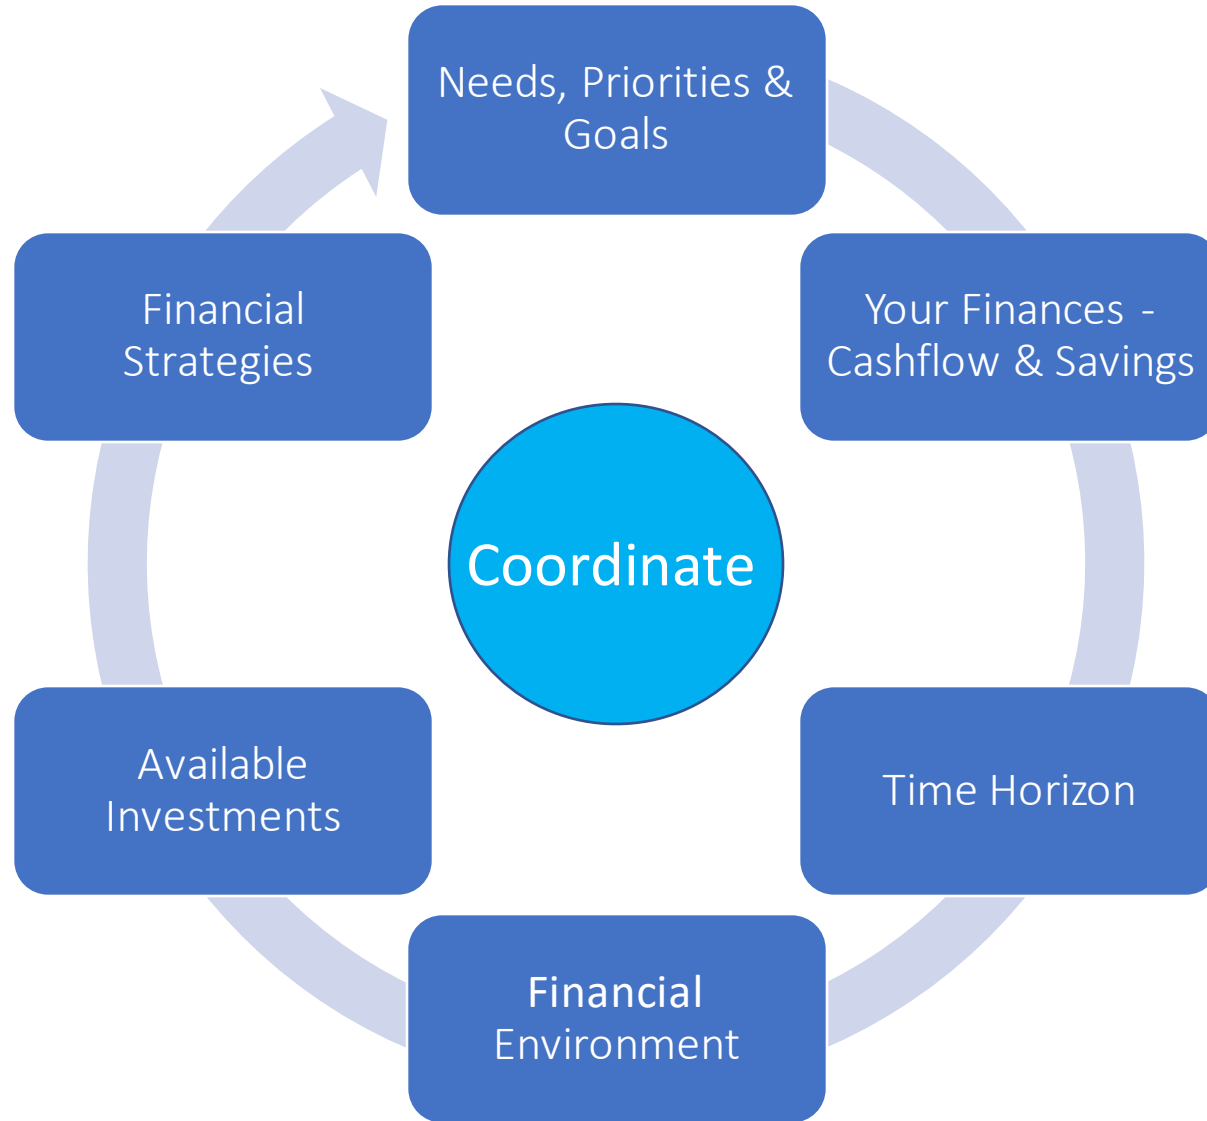 Needs, Priorities &
Goals
Your Finances -
Cashflow & Savings
Time Horizon
Financial
Environment
Available
Investments
Financial
Strategies
Coordinate